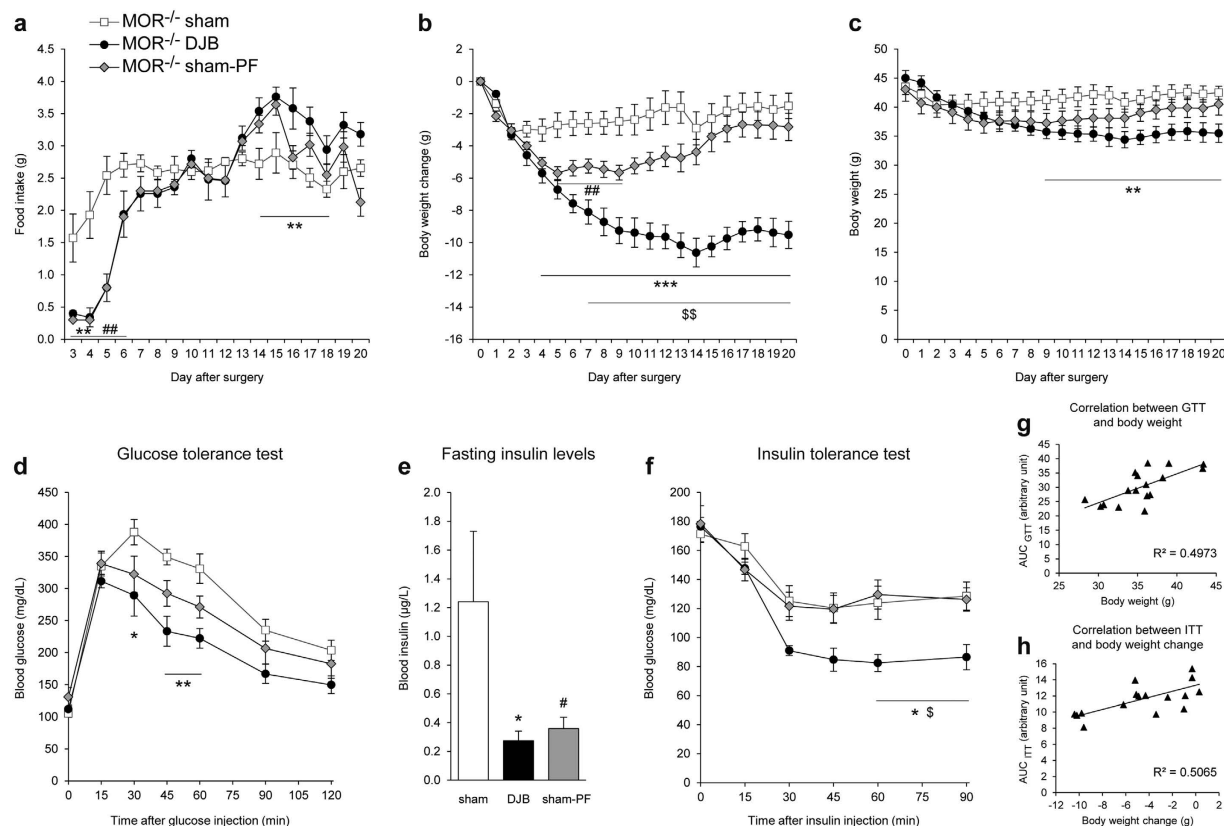 a
MOR-/- sham
MOR-/- DJB
MOR-/- sham-PF
Food intake (g)
4.5
4.0
3.5
3.0
2.5
2.0
1.5
1.0
0.5
0.0
**
** ##
3 4 5 6 7 8 9 10 11 12 13 14 15 16 17 18 19 20
Day after surgery
b
Body weight change (g)
2
0
-2
-4
-6
-8
-10
-12
-14
-16
##
***
$$
0 1 2 3 4 5 6 7 8 9 10 11 12 13 14 15 16 17 18 19 20
Day after surgery
c
Body weight (g)
50
45
40
35
30
25
20
15
10
5
0
**
0 1 2 3 4 5 6 7 8 9 10 11 12 13 14 15 16 17 18 19 20
Day after surgery
d
Glucose tolerance test
Blood glucose (mg/dL)
450
400
350
300
250
200
150
100
50
0
*
**
0 15 30 45 60 75 90 105 120
Time after glucose injection (min)
e
Fasting insulin levels
Blood insulin (µg/L)
2.0
1.8
1.6
1.4
1.2
1.0
0.8
0.6
0.4
0.2
0.0
*
#
sham DJB sham-PF
f
Insulin tolerance test
Blood glucose (mg/dL)
200
180
160
140
120
100
80
60
40
20
0
* $
0 15 30 45 60 75 90
Time after insulin injection (min)
g
Correlation between GTT
and body weight
AUC GTT (arbitrary unit)
45
40
35
30
25
20
15
10
5
0
R² = 0.4973
25 30 35 40 45
Body weight (g)
h
Correlation between ITT
and body weight change
AUC ITT (arbitrary unit)
16
14
12
10
8
6
4
2
0
R² = 0.5065
-12 -10 -8 -6 -4 -2 0 2
Body weight change (g)